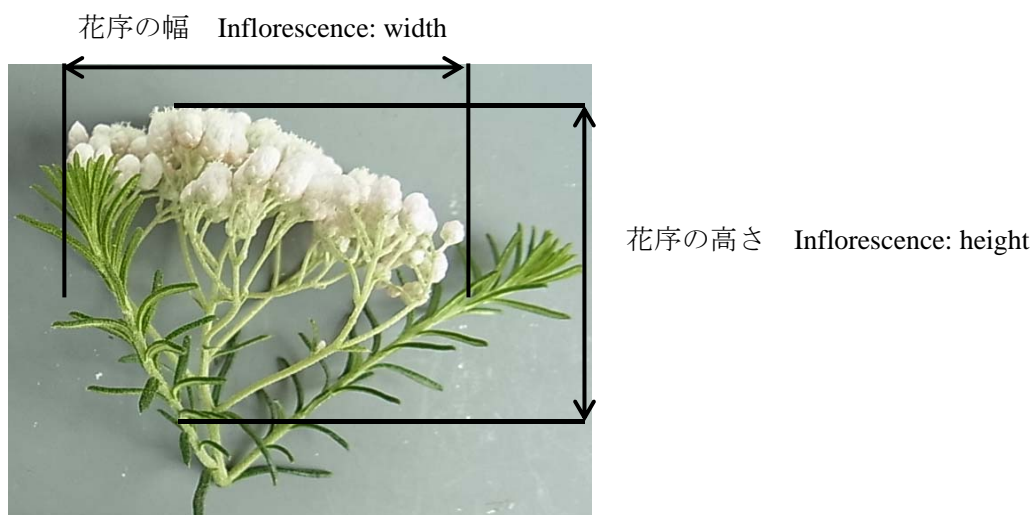 花序の幅　Inflorescence: width
花序の高さ　Inflorescence: height